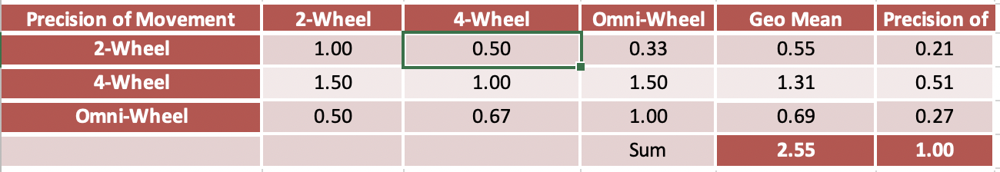 Precision of Movement 2-Wheel 4-Wheel Omni-Wheel Geo Mean Precision of
2-Wheel 1.00 0.50 0.33 0.55 0.21
4-Wheel 1.50 1.00 1.50 1.31 0.51
Omni-Wheel 0.50 0.67 1.00 0.69 0.27
Sum 2.55 1.00